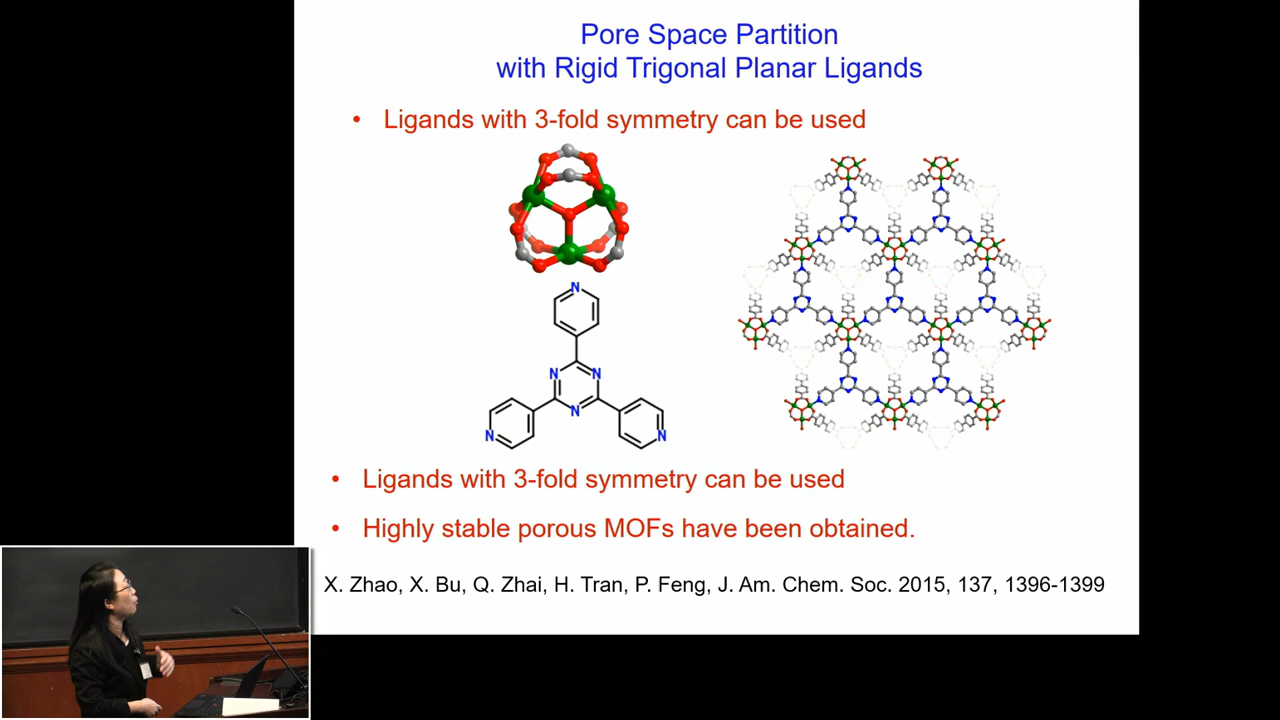 Pore Space Partition
with Rigid Trigonal Planar Ligands
• Ligands with 3-fold symmetry can be used
N
N N
N
N N
• Ligands with 3-fold symmetry can be used
• Highly stable porous MOFs have been obtained.
X. Zhao, X. Bu, Q. Zhai, H. Tran, P. Feng, J. Am. Chem. Soc. 2015, 137, 1396-1399